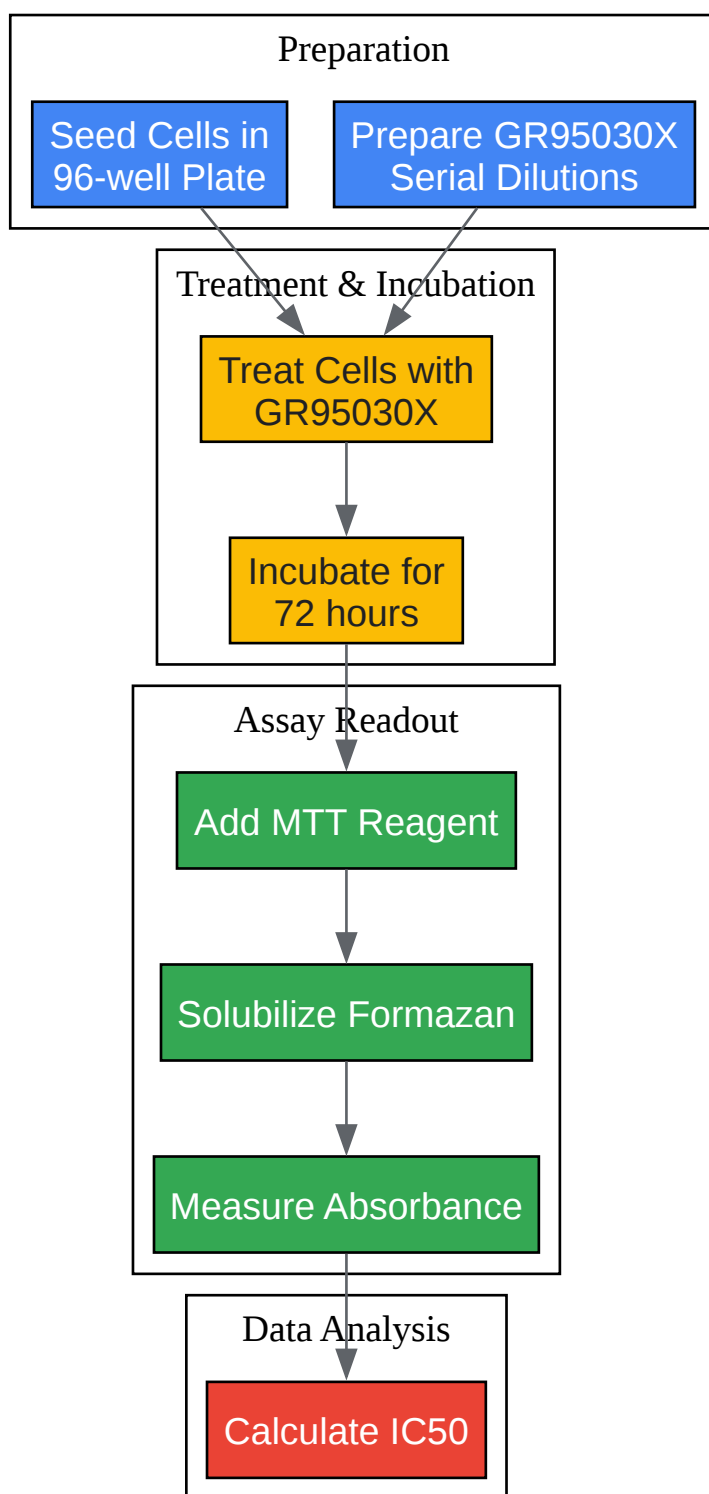 Preparation
Seed Cells in
96-well Plate
Prepare GR95030X
Serial Dilutions
Treatment & Incubation
Treat Cells with
GR95030X
Incubate for
72 hours
Assay Readout
Add MTT Reagent
Solubilize Formazan
Measure Absorbance
Data Analysis
Calculate IC50